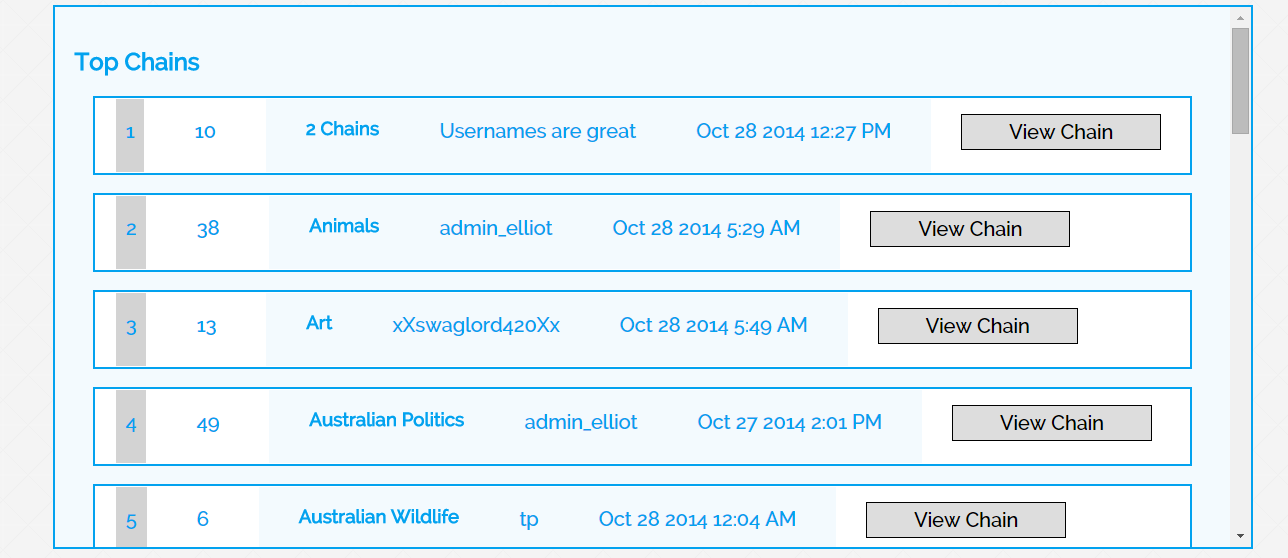 Top Chains
1 10 2 Chains Usernames are great Oct 28 2014 12:27 PM View Chain
2 38 Animals admin_elliot Oct 28 2014 5:29 AM View Chain
3 13 Art xXswaglord420Xx Oct 28 2014 5:49 AM View Chain
4 49 Australian Politics admin_elliot Oct 27 2014 2:01 PM View Chain
5 6 Australian Wildlife tp Oct 28 2014 12:04 AM View Chain